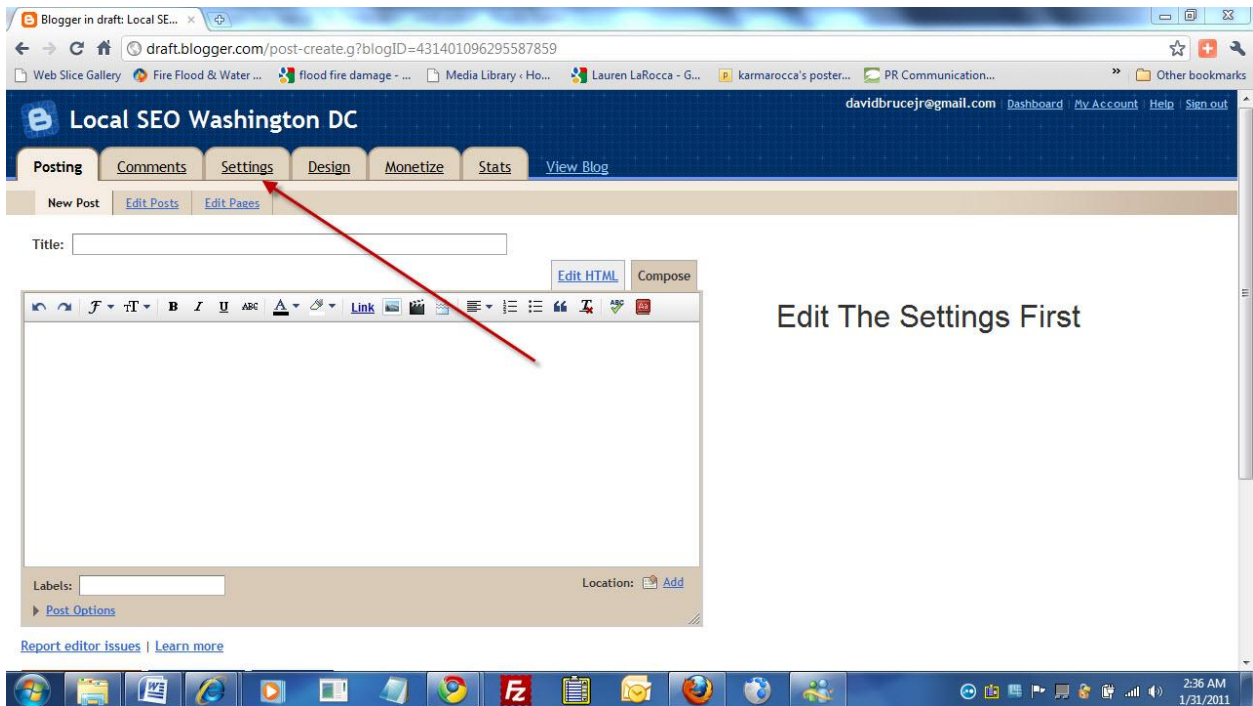 Blogger in draft: Local SE...
draft.blogger.com/post-create.g?blogID=431401096295587859
Web Slice Gallery Fire Flood & Water ... flood fire damage - ... Media Library ‹ Ho... Lauren LaRocca - G... karmarocca's poster... PR Communication... » Other bookmarks
davidbrucejr@gmail.com Dashboard My Account Help Sign out
Local SEO Washington DC
Posting Comments Settings Design Monetize Stats View Blog
New Post Edit Posts Edit Pages
Title:
Edit HTML Compose
B I U ABC A Link ABC
Edit The Settings First
Labels: Location: Add
Post Options
Report editor issues | Learn more
2:36 AM
1/31/2011